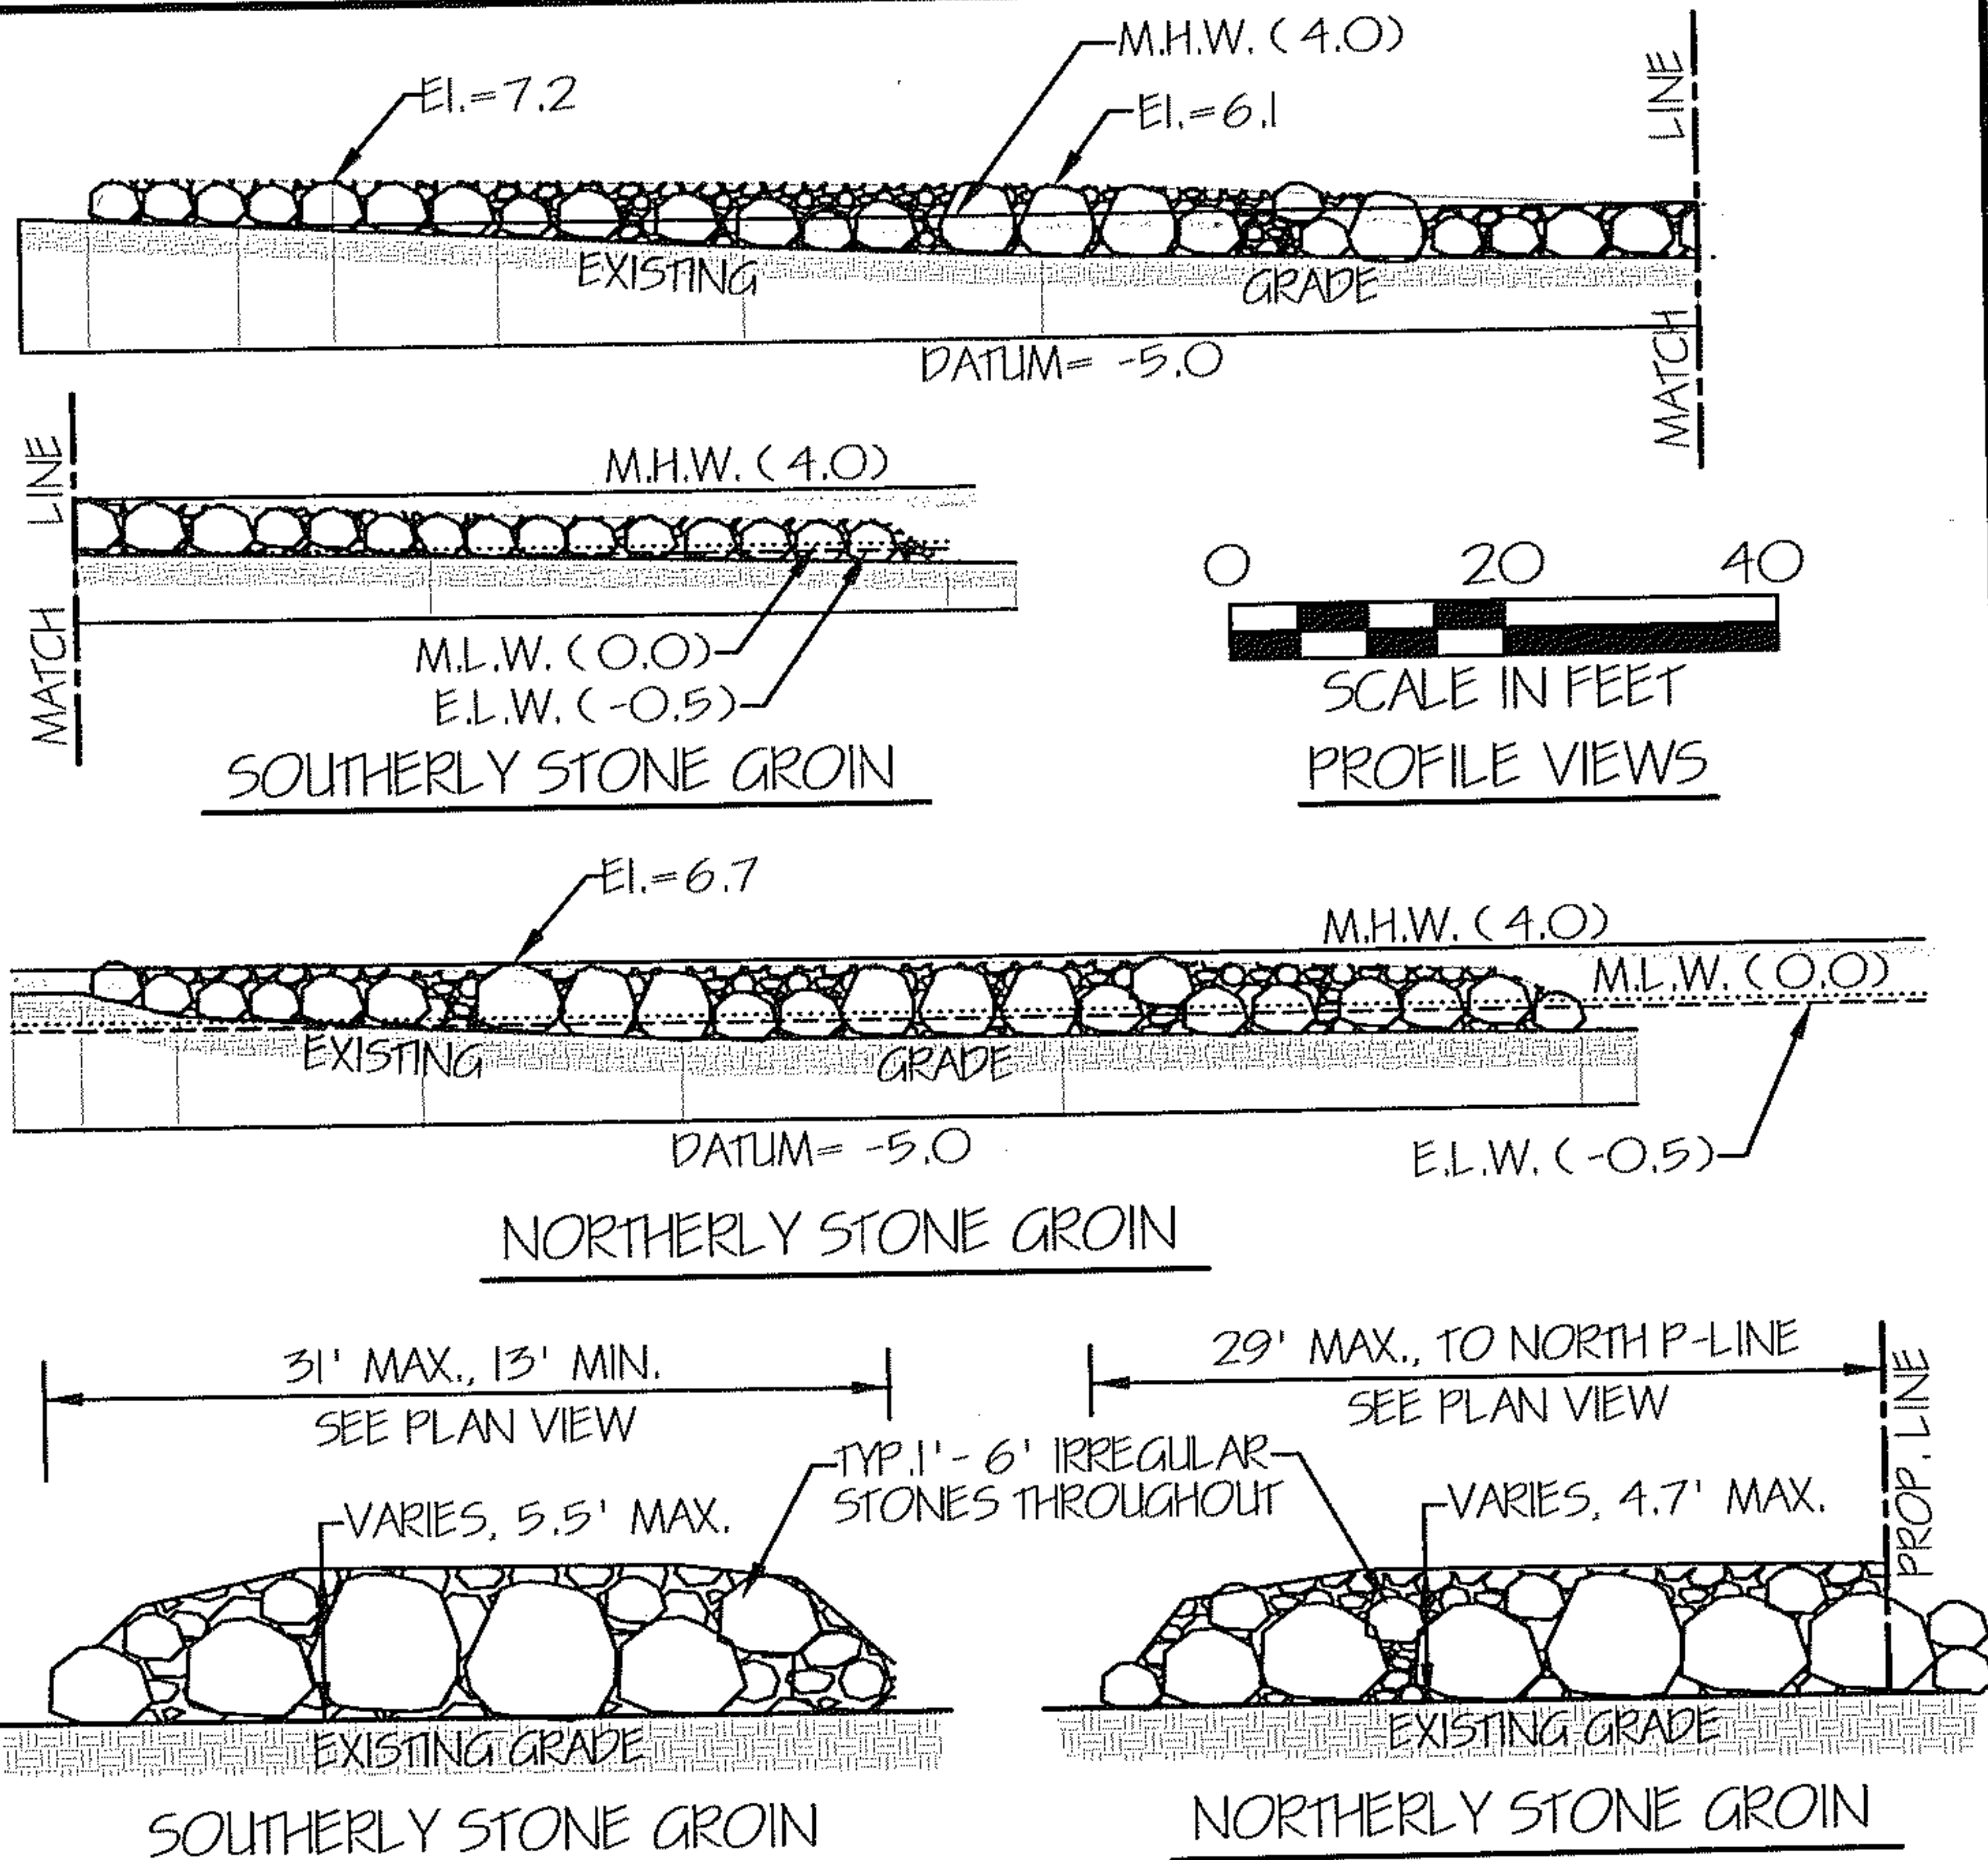 M.H.W. (4.0)
El.=7.2
El.=6.1
MATCH LINE
EXISTING GRADE
DATUM= -5.0
MATCH LINE
M.H.W. (4.0)
M.L.W. (0.0)
E.L.W. (-0.5)
SOUTHERLY STONE GROIN
0 20 40
SCALE IN FEET
PROFILE VIEWS
El.=6.7
M.H.W. (4.0)
M.L.W. (0.0)
EXISTING GRADE
DATUM= -5.0
E.L.W. (-0.5)
NORTHERLY STONE GROIN
31' MAX., 13' MIN.
SEE PLAN VIEW
29' MAX., TO NORTH P-LINE
SEE PLAN VIEW
PROP. LINE
TYP.1'- 6' IRREGULAR
STONES THROUGHOUT
VARIES, 5.5' MAX.
VARIES, 4.7' MAX.
EXISTING GRADE
EXISTING GRADE
SOUTHERLY STONE GROIN
NORTHERLY STONE GROIN